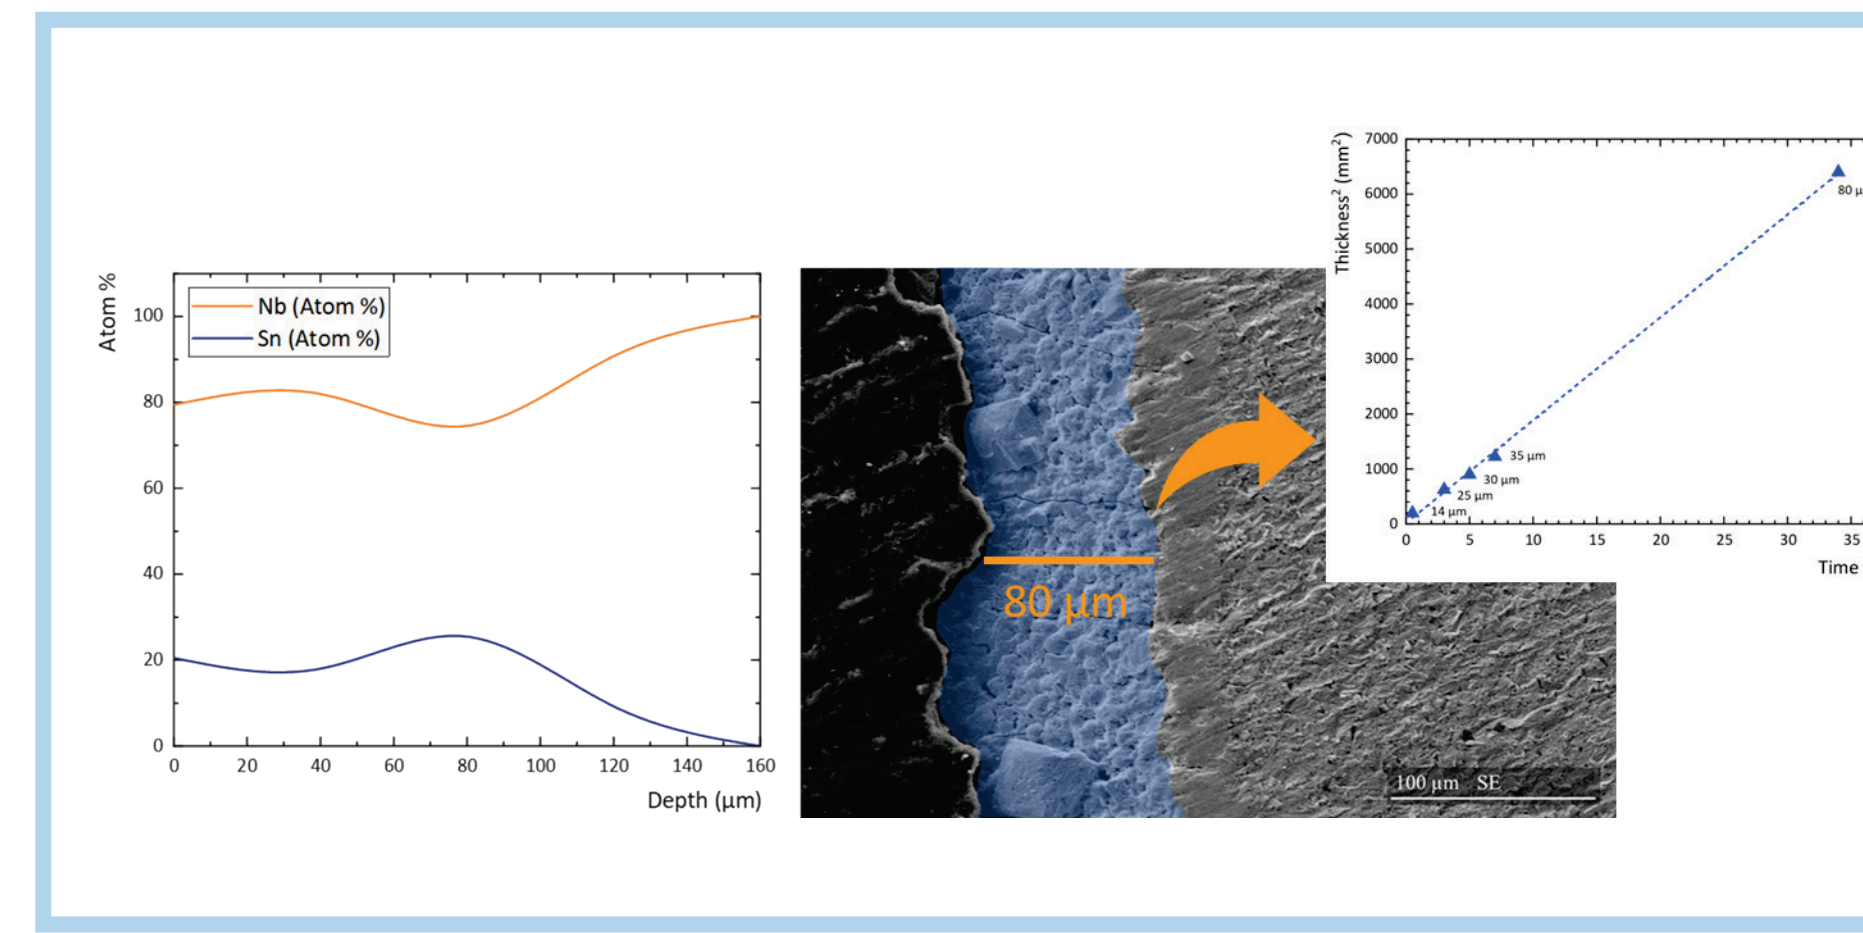 Atom %
Nb (Atom %)
Sn (Atom %)
100
80
60
40
20
0
0 20 40 60 80 100 120 140 160
Depth (μm)
80 μm
100 μm SE
Thickness² (mm²)
7000
6000
5000
4000
3000
2000
1000
0
80 μ
35 μm
30 μm
25 μm
14 μm
0 5 10 15 20 25 30 35
Time